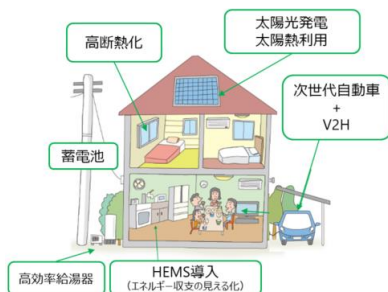 太陽光発電
太陽熱利用
高断熱化
次世代自動車
+
V2H
蓄電池
高効率給湯器
HEMS導入
(エネルギー収支の見える化)